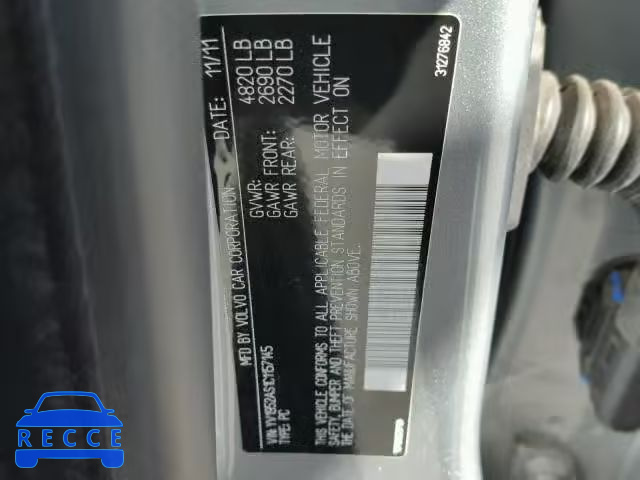 MFD BY VOLVO CAR CORPORATION DATE: 11/11
GVWR: 4820 LB
GAWR FRONT: 2690 LB
GAWR REAR: 2270 LB
VIN: YV1952AS1C1157145
TYPE: PC
THIS VEHICLE CONFORMS TO ALL APPLICABLE FEDERAL MOTOR VEHICLE
SAFETY, BUMPER AND THEFT PREVENTION STANDARDS IN EFFECT ON
THE DATE OF MANUFACTURE SHOWN ABOVE.
31276842
RECCE